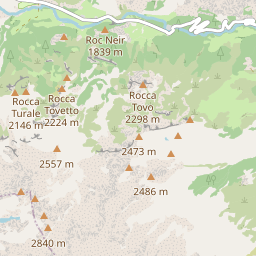 Roc Neir
1839 m
Rocca
Turale
2146 m
Rocca
Tovetto
2224 m
Rocca
Tovo
2298 m
2557 m
2473 m
2486 m
2840 m